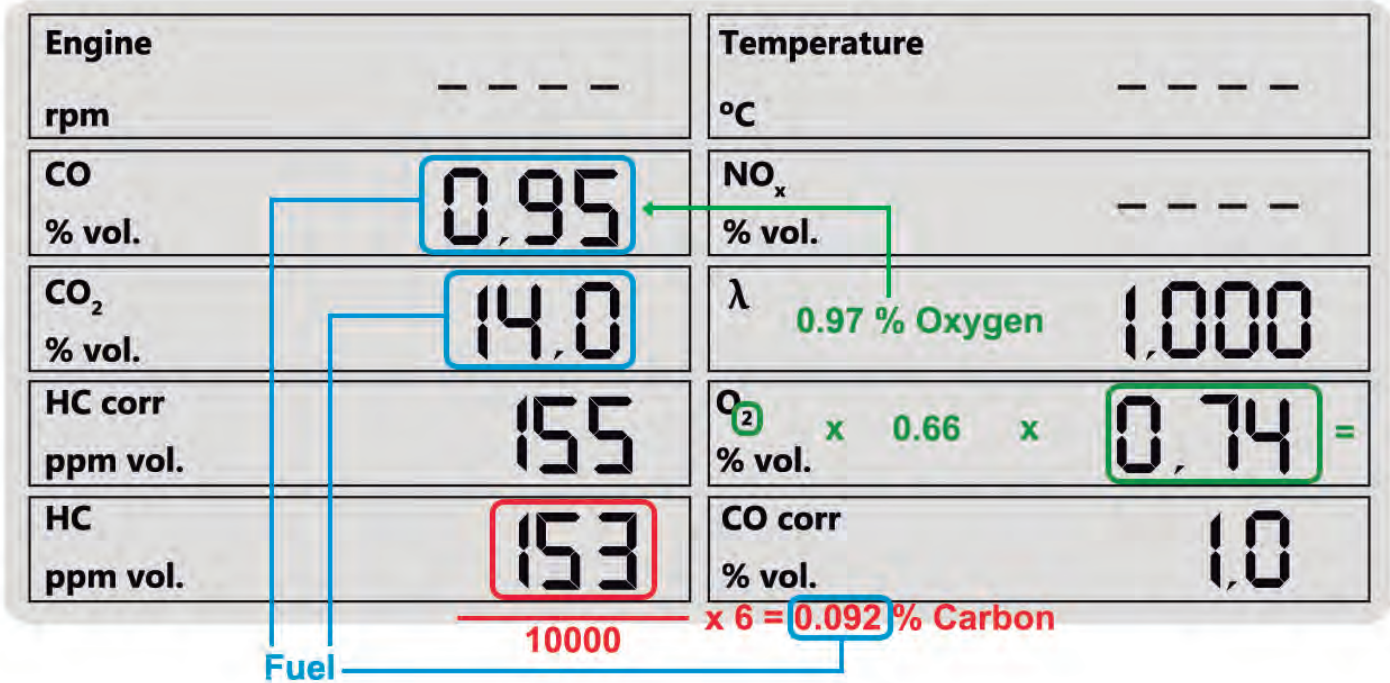 Engine
- - - -
rpm
Temperature
- - - -
ºC
CO
0,95
% vol.
NOx
- - - -
% vol.
CO2
14,0
% vol.
λ
0.97 % Oxygen
1,000
HC corr
155
ppm vol.
O2 x 0.66 x 0,74 =
% vol.
HC
153
ppm vol.
CO corr
1,0
% vol.
x 6 = 0.092 % Carbon
10000
Fuel